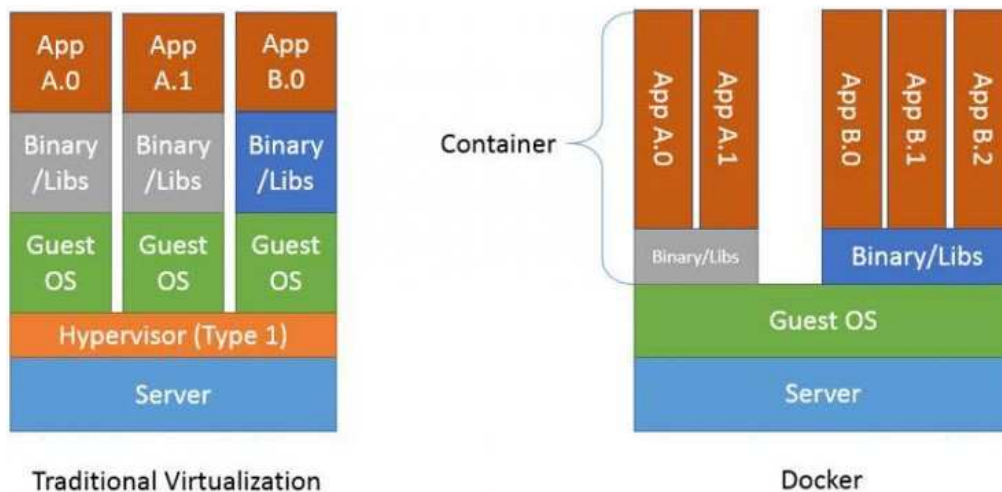 App
A.0
App
A.1
App
B.0
Binary
/Libs
Binary
/Libs
Binary
/Libs
Guest
OS
Guest
OS
Guest
OS
Hypervisor (Type 1)
Server
Traditional Virtualization
Container
App A.0
App A.1
App B.0
App B.1
App B.2
Binary/Libs
Binary/Libs
Guest OS
Server
Docker